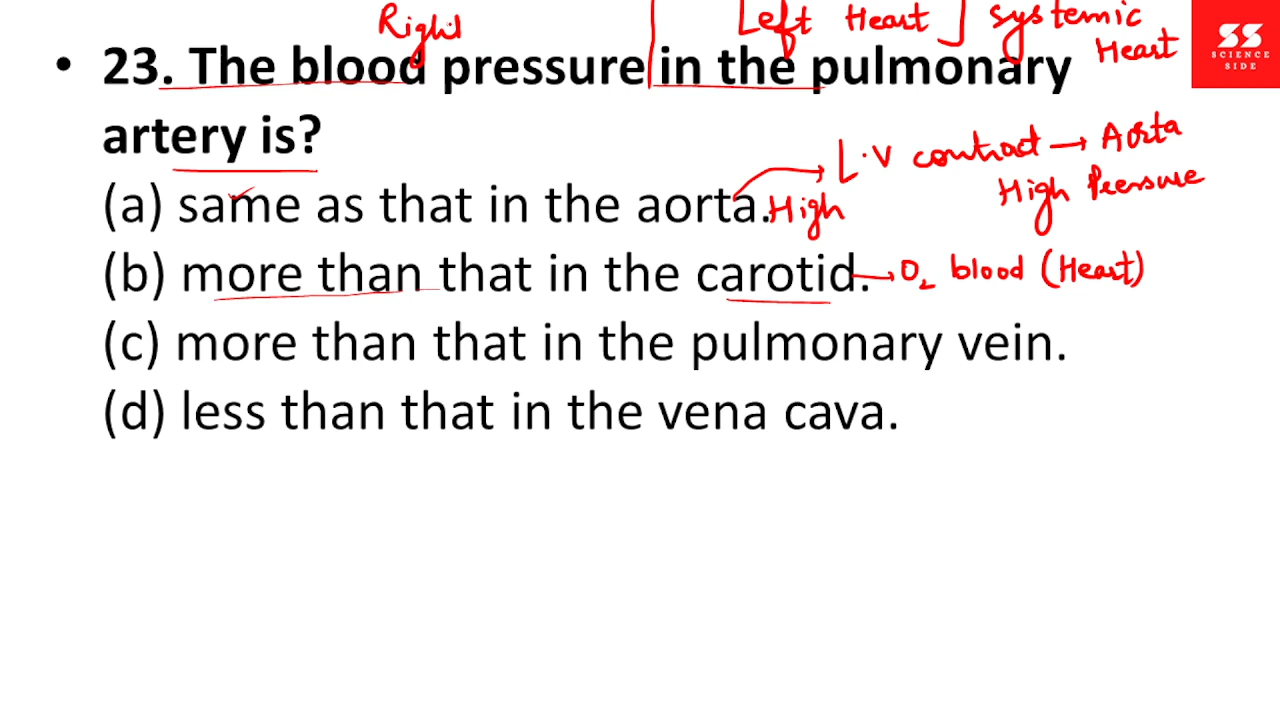 Right Left Heart ] systemic Heart
• 23. The blood pressure in the pulmonary
artery is?
L.V contract → Aorta
High Peressure
(a) same as that in the aorta. High
(b) more than that in the carotid. → O₂ blood (Heart)
(c) more than that in the pulmonary vein.
(d) less than that in the vena cava.
SS
SCIENCE
SIDE